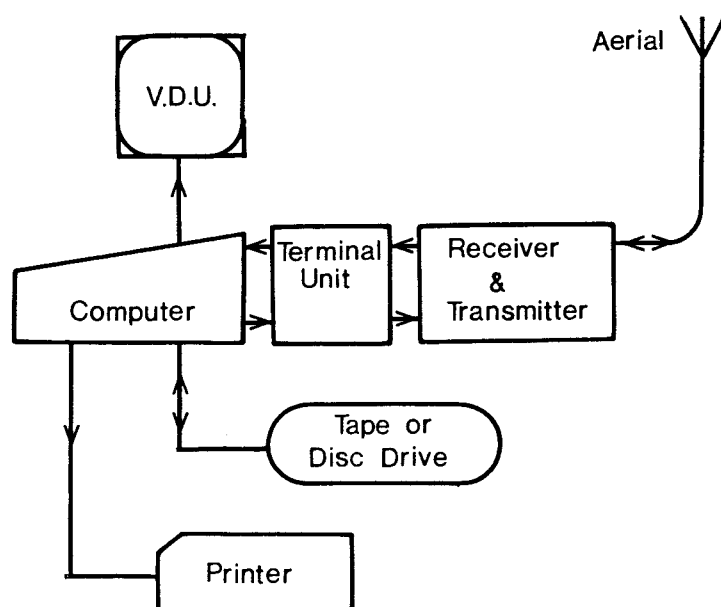 Aerial
V.D.U.
Terminal
Unit
Receiver
&
Transmitter
Computer
Tape or
Disc Drive
Printer